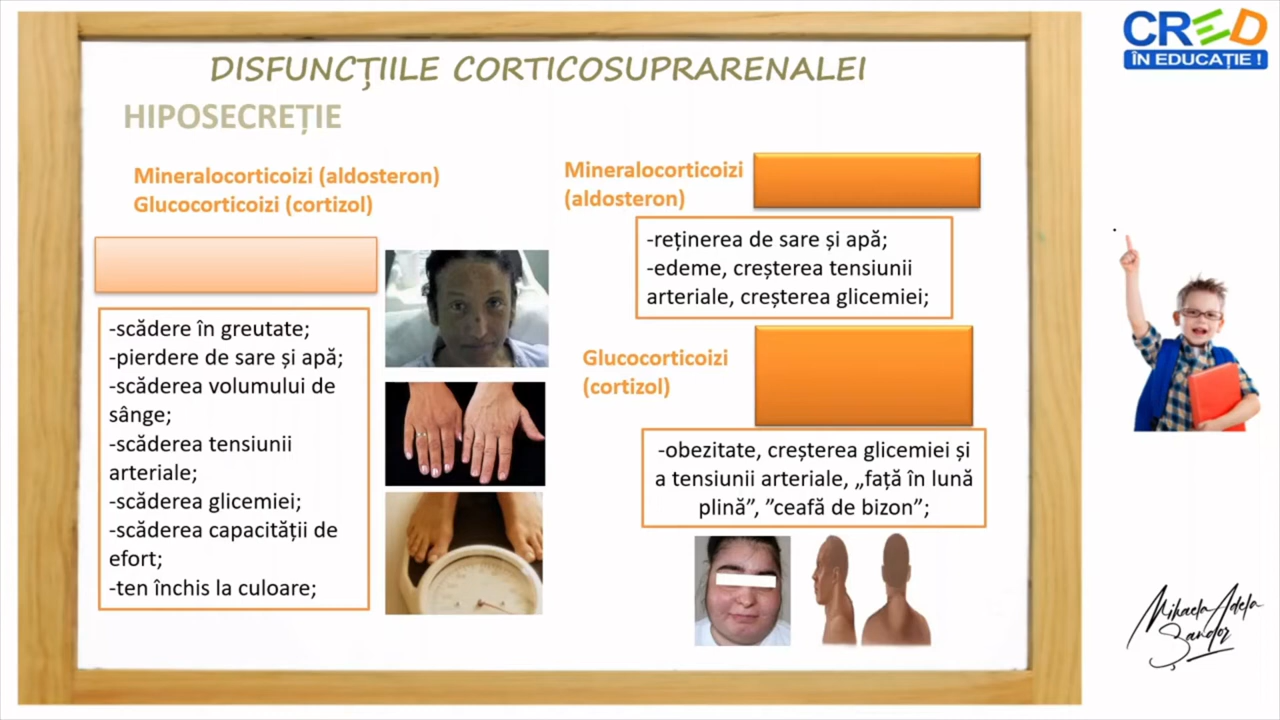 DISFUNCȚIILE CORTICOSUPRARENALEI
HIPOSECREȚIE
Mineralocorticoizi (aldosteron)
Glucocorticoizi (cortizol)
-scădere în greutate;
-pierdere de sare și apă;
-scăderea volumului de
sânge;
-scăderea tensiunii
arteriale;
-scăderea glicemiei;
-scăderea capacității de
efort;
-ten închis la culoare;
Mineralocorticoizi
(aldosteron)
-reținerea de sare și apă;
-edeme, creșterea tensiunii
arteriale, creșterea glicemiei;
Glucocorticoizi
(cortizol)
-obezitate, creșterea glicemiei și
a tensiunii arteriale, „față în lună
plină”, ”ceafă de bizon”;
CRED
ÎN EDUCAȚIE !
Mihaela Adela
Șandor